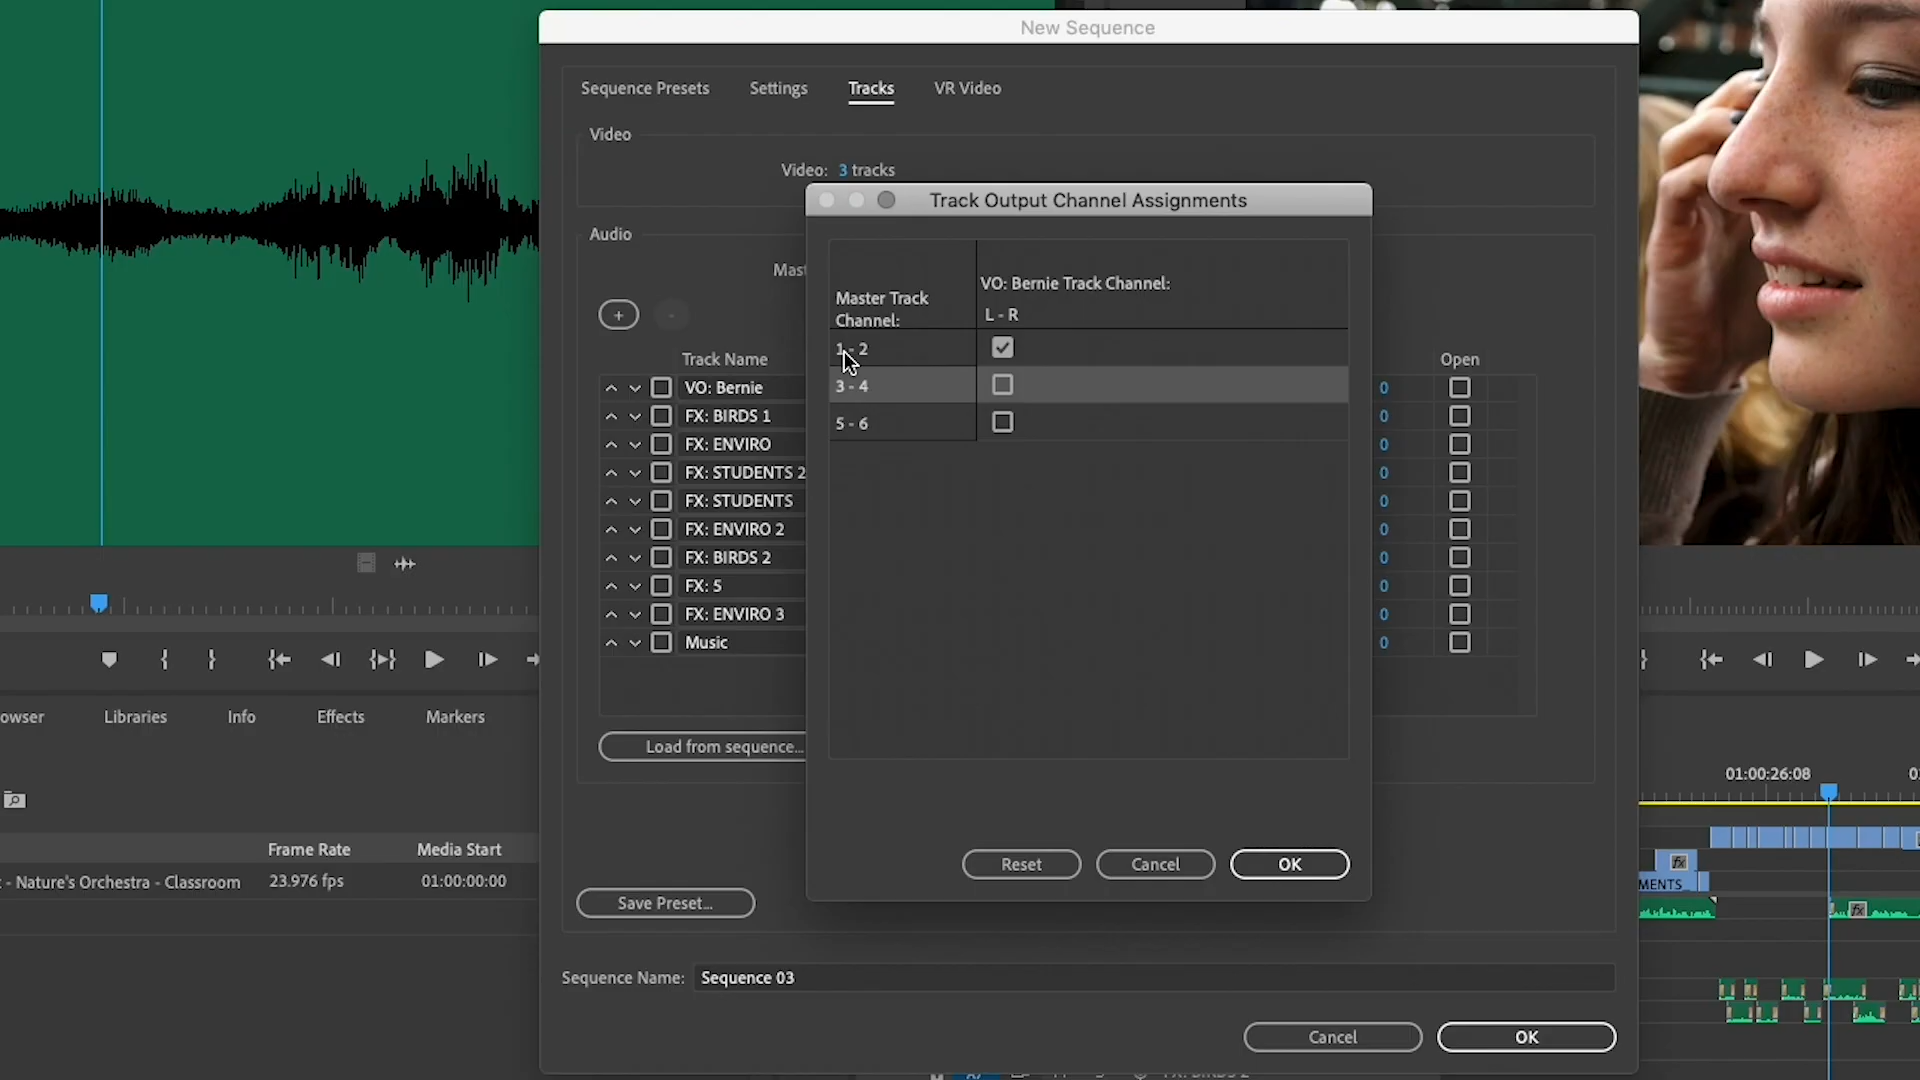 New Sequence
Sequence Presets Settings Tracks VR Video
Video
Video: 3 tracks
Track Output Channel Assignments
Audio
Mast
Master Track
Channel:
VO: Bernie Track Channel:
L - R
1 - 2
3 - 4
5 - 6
+ -
Track Name Open
VO: Bernie 0
FX: BIRDS 1 0
FX: ENVIRO 0
FX: STUDENTS 2 0
FX: STUDENTS 0
FX: ENVIRO 2 0
FX: BIRDS 2 0
FX: 5 0
FX: ENVIRO 3 0
Music 0
Load from sequence...
Reset Cancel OK
Save Preset...
Sequence Name: Sequence 03
Cancel OK
owser Libraries Info Effects Markers
Frame Rate Media Start
- Nature's Orchestra - Classroom 23.976 fps 01:00:00:00
01:00:26:08
fx
MENTS
fx